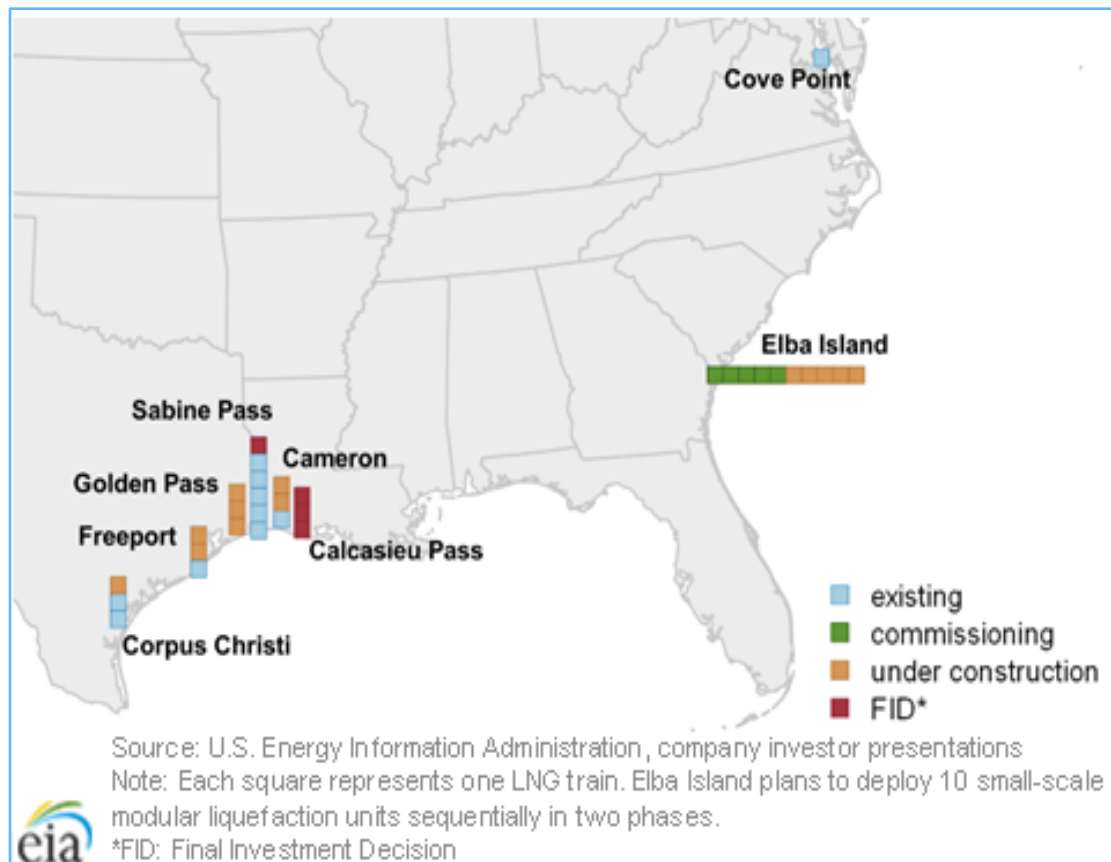 Cove Point
Elba Island
Sabine Pass
Cameron
Golden Pass
Freeport
Calcasieu Pass
Corpus Christi
existing
commissioning
under construction
FID*
Source: U.S. Energy Information Administration, company investor presentations
Note: Each square represents one LNG train. Elba Island plans to deploy 10 small-scale
modular liquefaction units sequentially in two phases.
*FID: Final Investment Decision
eia